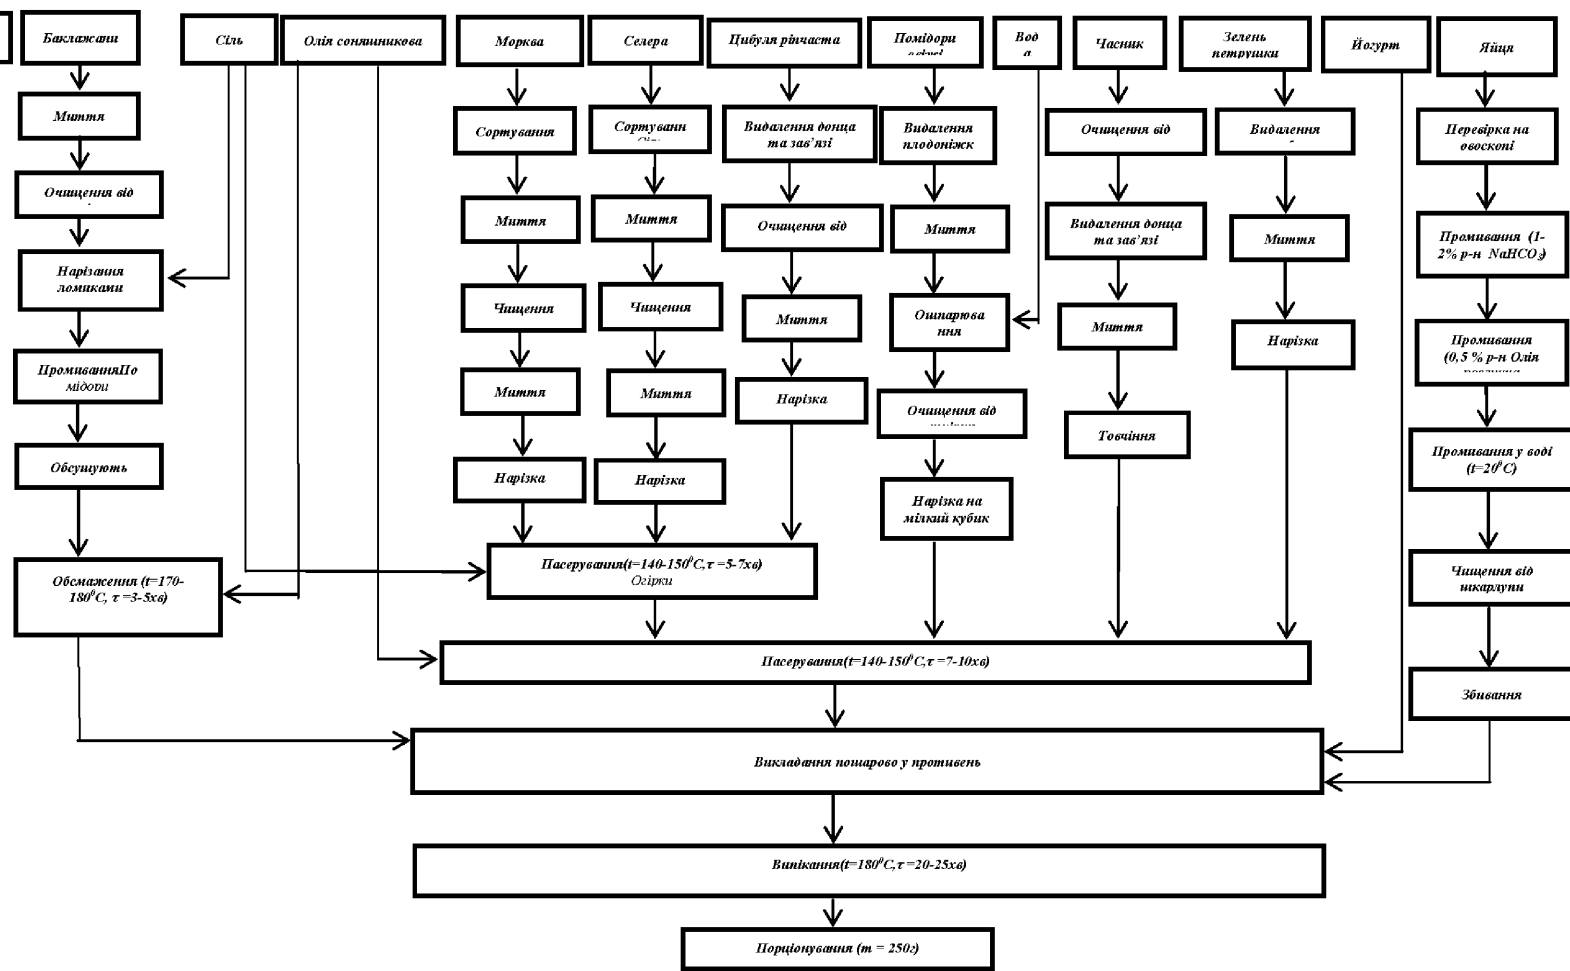 Баклажани
Сіль
Олія соняшникова
Морква
Селера
Цибуля ріпчаста
Помідори
Вод
а
Часник
Зелень
петрушки
Йогурт
Яйця
Миття
Сортування
Сортуванн
Видалення донца
та зав’язі
Видалення
плодоніжк
Очищення від
Видалення
Перевірка на
овоскопі
Очищення від
Миття
Миття
Очищення від
Миття
Видалення донца
та зав’язі
Миття
Промивання (1-
2% р-н NaHCO₃)
Нарізання
ломиками
Чищення
Чищення
Миття
Ошпарюва
ння
Миття
Нарізка
Промивання
(0,5 % р-н Олія
ПромиванняПо
мідори
Миття
Миття
Нарізка
Очищення від
Товчіння
Промивання у воді
(t=20⁰С)
Обсушують
Нарізка
Нарізка
Нарізка на
мілкий кубик
Пасерування(t=140-150⁰С,τ =5-7хв)
Огірки
Обсмаження (t=170-
180⁰С, τ =3-5хв)
Чищення від
шкарлупи
Пасерування(t=140-150⁰С,τ =7-10хв)
Збивання
Викладання пошарово у противень
Випікання(t=180⁰С,τ =20-25хв)
Порціонування (m = 250г)